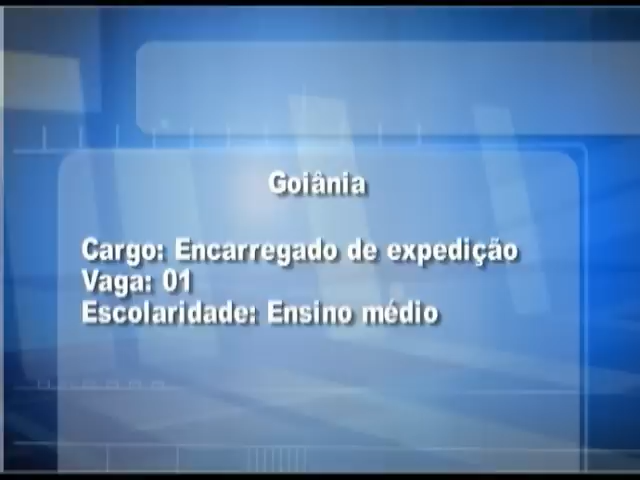 Goiânia
Cargo: Encarregado de expedição
Vaga: 01
Escolaridade: Ensino médio